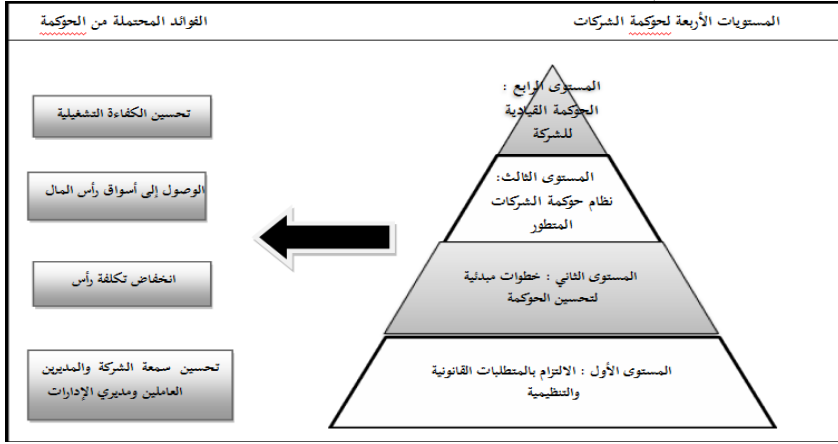 المستويات الأربعة لحوكمة الشركات
الفوائد المحتملة من الحوكمة
المستوى الرابع :
الحوكمة القيادية
للشركة
المستوى الثالث:
نظام حوكمة الشركات
المتطور
المستوى الثاني : خطوات مبدئية
لتحسين الحوكمة
المستوى الأول : الالتزام بالمتطلبات القانونية
والتنظيمية
تحسين الكفاءة التشغيلية
الوصول إلى أسواق رأس المال
انخفاض تكلفة رأس
تحسين سمعة الشركة والمديرين
العاملين ومديري الإدارات